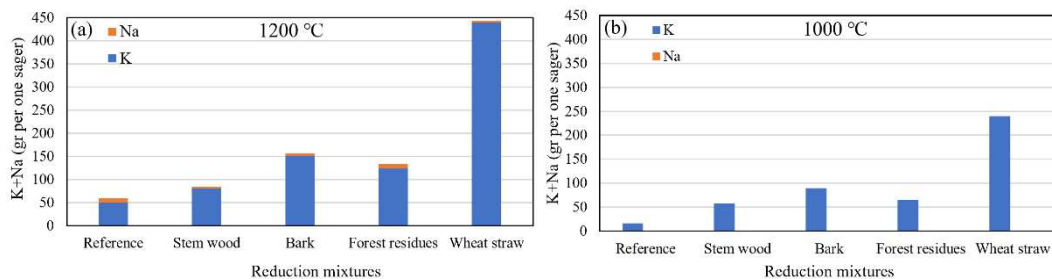 (a)
1200 °C
Na
K
K+Na (gr per one sager)
450
400
350
300
250
200
150
100
50
0
Reference Stem wood Bark Forest residues Wheat straw
Reduction mixtures
(b)
1000 °C
K
Na
K+Na (gr per one sager)
450
400
350
300
250
200
150
100
50
0
Reference Stem wood Bark Forest residues Wheat straw
Reduction mixtures